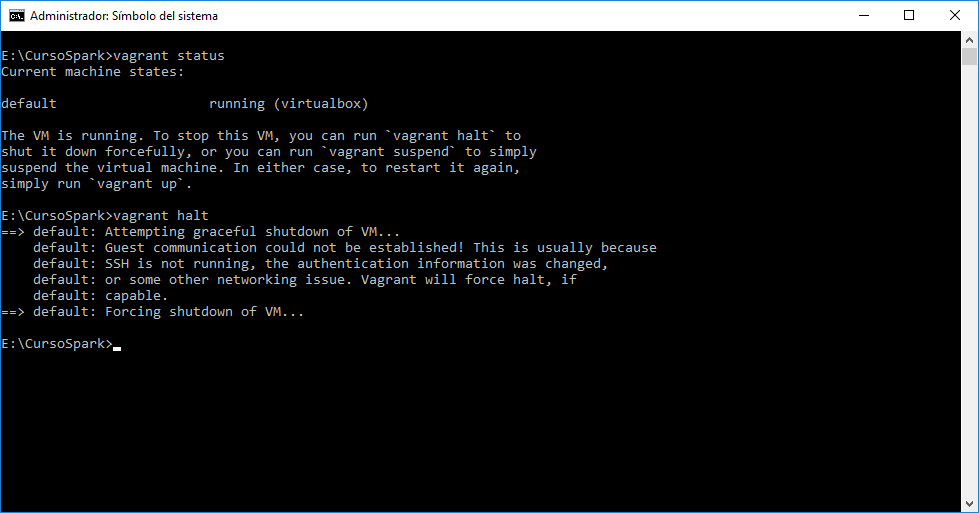 Administrador: Símbolo del sistema
E:\CursoSpark>vagrant status
Current machine states:
default                   running (virtualbox)
The VM is running. To stop this VM, you can run `vagrant halt` to
shut it down forcefully, or you can run `vagrant suspend` to simply
suspend the virtual machine. In either case, to restart it again,
simply run `vagrant up`.
E:\CursoSpark>vagrant halt
==> default: Attempting graceful shutdown of VM...
    default: Guest communication could not be established! This is usually because
    default: SSH is not running, the authentication information was changed,
    default: or some other networking issue. Vagrant will force halt, if
    default: capable.
==> default: Forcing shutdown of VM...
E:\CursoSpark>